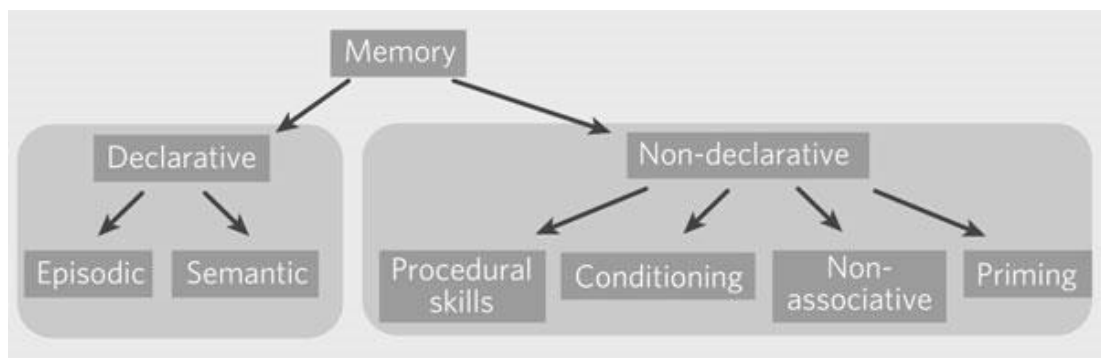 Memory
Declarative
Non-declarative
Episodic
Semantic
Procedural
skills
Conditioning
Non-
associative
Priming